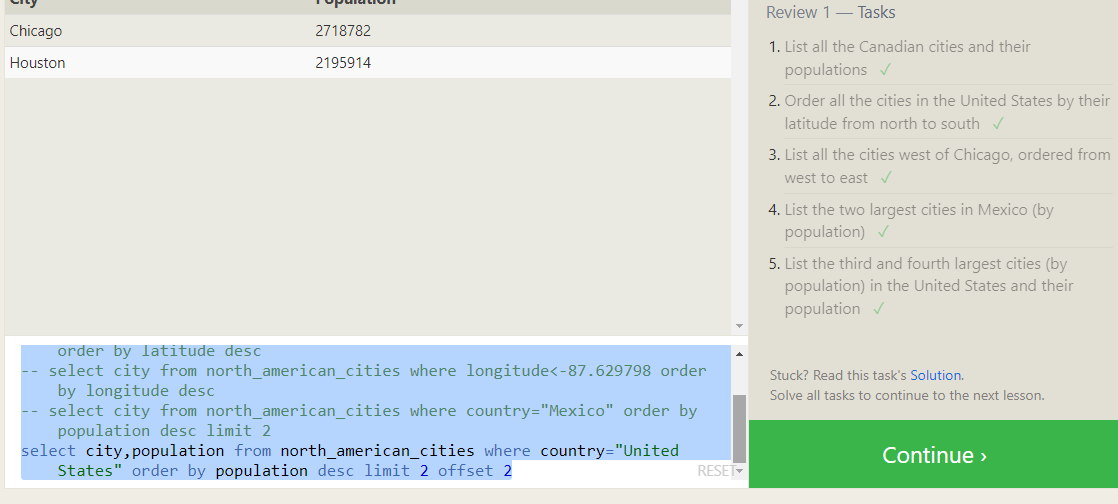 City Population
Chicago 2718782
Houston 2195914
order by latitude desc
-- select city from north_american_cities where longitude<-87.629798 order
by longitude desc
-- select city from north_american_cities where country="Mexico" order by
population desc limit 2
select city,population from north_american_cities where country="United
States" order by population desc limit 2 offset 2
RESET
Review 1 — Tasks
1. List all the Canadian cities and their
populations ✓
2. Order all the cities in the United States by their
latitude from north to south ✓
3. List all the cities west of Chicago, ordered from
west to east ✓
4. List the two largest cities in Mexico (by
population) ✓
5. List the third and fourth largest cities (by
population) in the United States and their
population ✓
Stuck? Read this task's Solution.
Solve all tasks to continue to the next lesson.
Continue ›